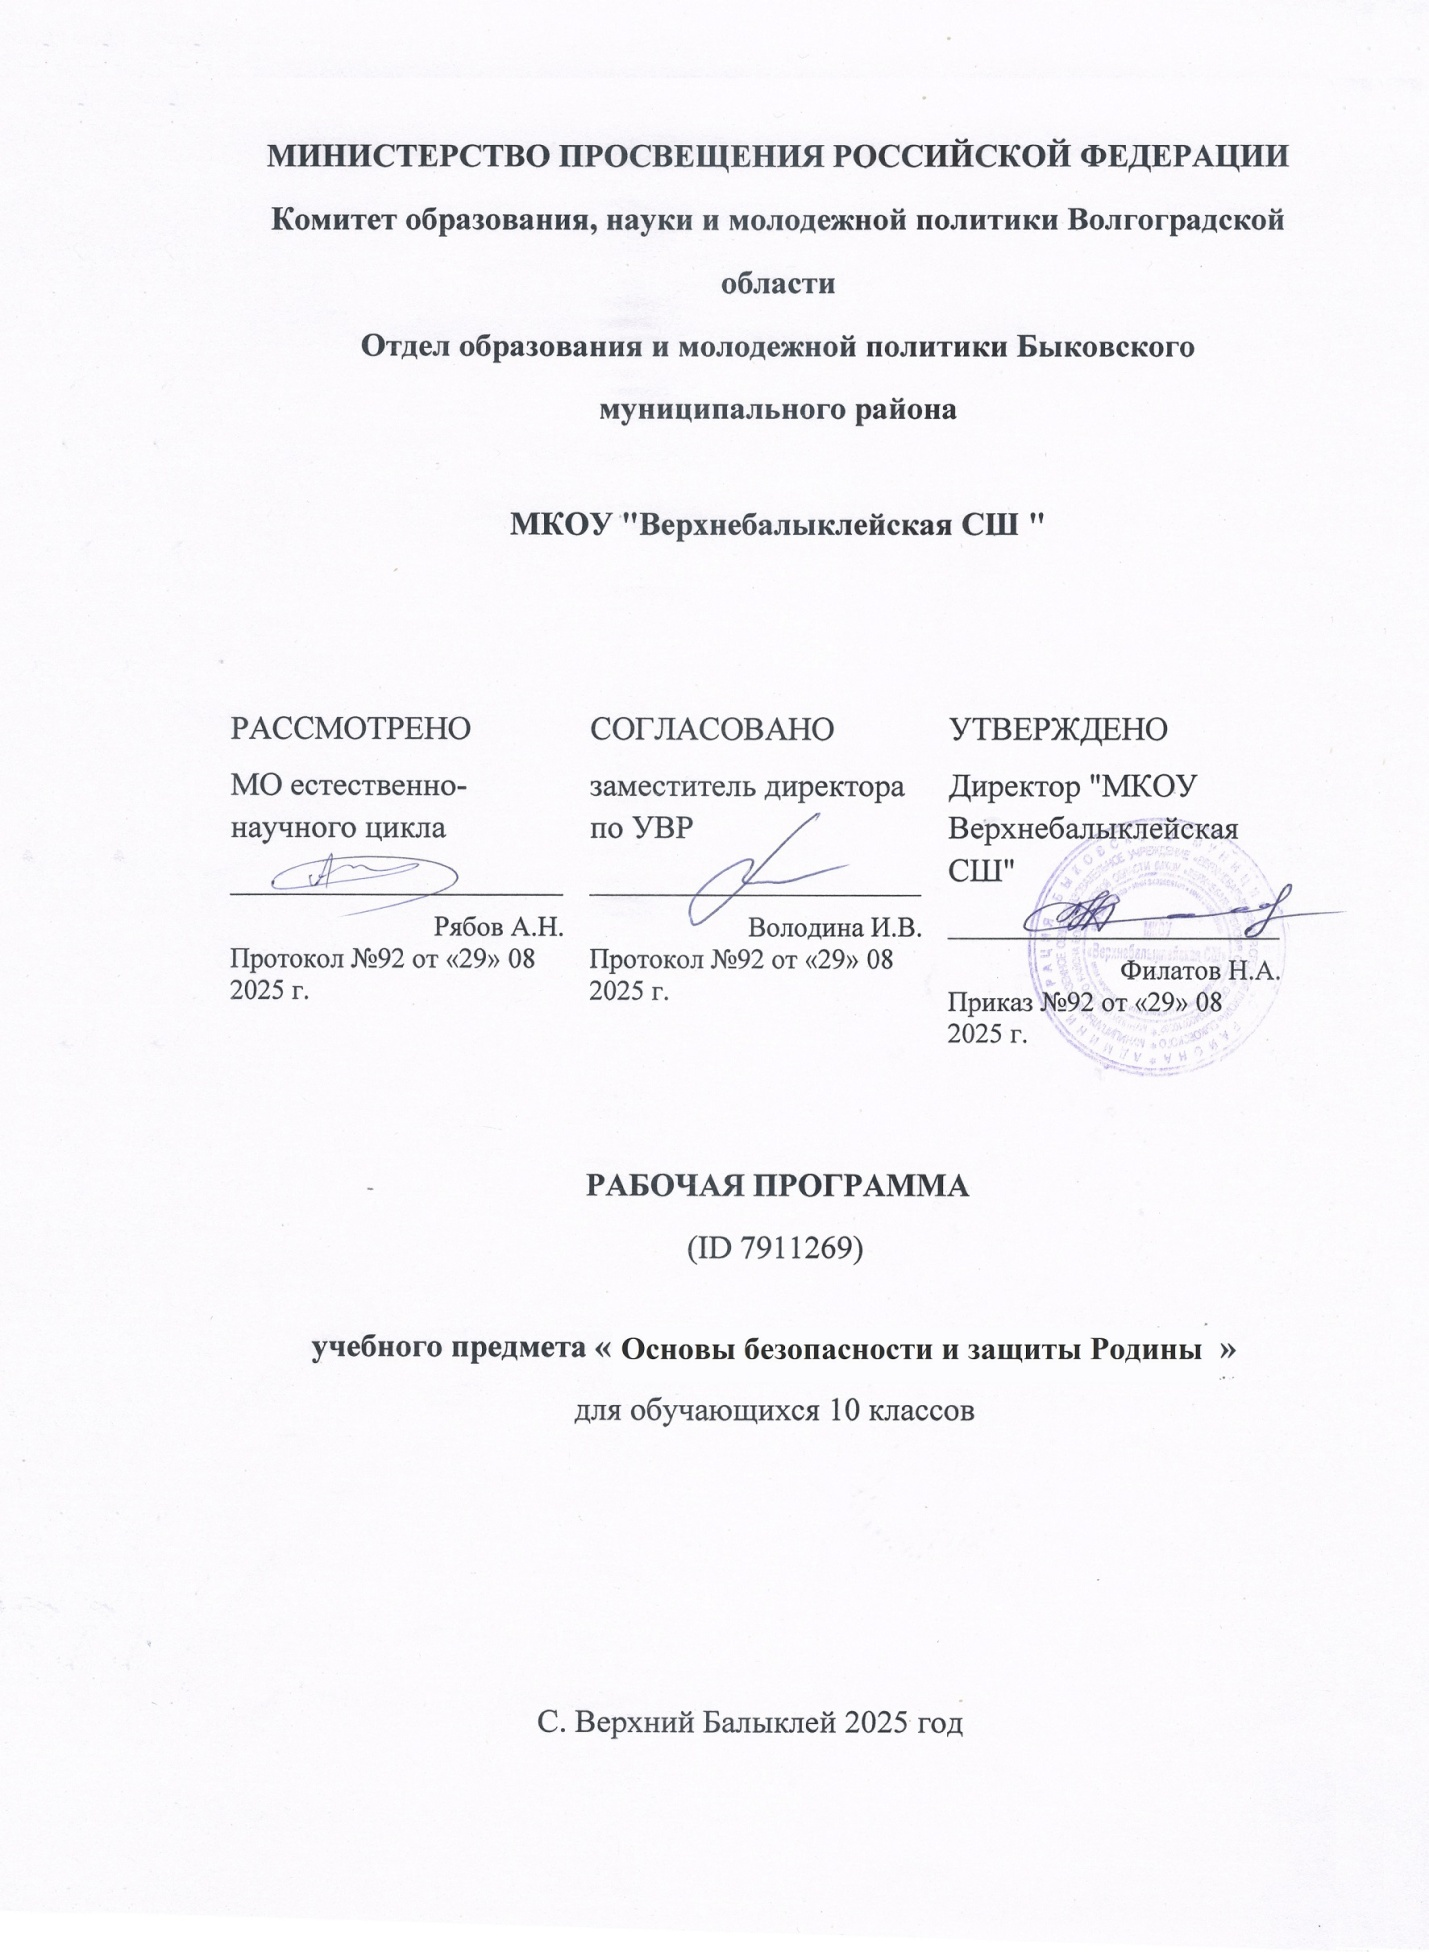 МИНИСТЕРСТВО ПРОСВЕЩЕНИЯ РОССИЙСКОЙ ФЕДЕРАЦИИ
Комитет образования, науки и молодежной политики Волгоградской
области
Отдел образования и молодежной политики Быковского
муниципального района
МКОУ "Верхнебалыклейская СШ "
РАССМОТРЕНО
МО естественно-
научного цикла
Рябов А.Н.
Протокол №92 от «29» 08
2025 г.
СОГЛАСОВАНО
заместитель директора
по УВР
Володина И.В.
Протокол №92 от «29» 08
2025 г.
УТВЕРЖДЕНО
Директор "МКОУ
Верхнебалыклейская
СШ"
Филатов Н.А.
Приказ №92 от «29» 08
2025 г.
МКОУ
«Верхнебалыклейская СШ»
РАБОЧАЯ ПРОГРАММА
(ID 7911269)
учебного предмета « Основы безопасности и защиты Родины »
для обучающихся 10 классов
С. Верхний Балыклей 2025 год